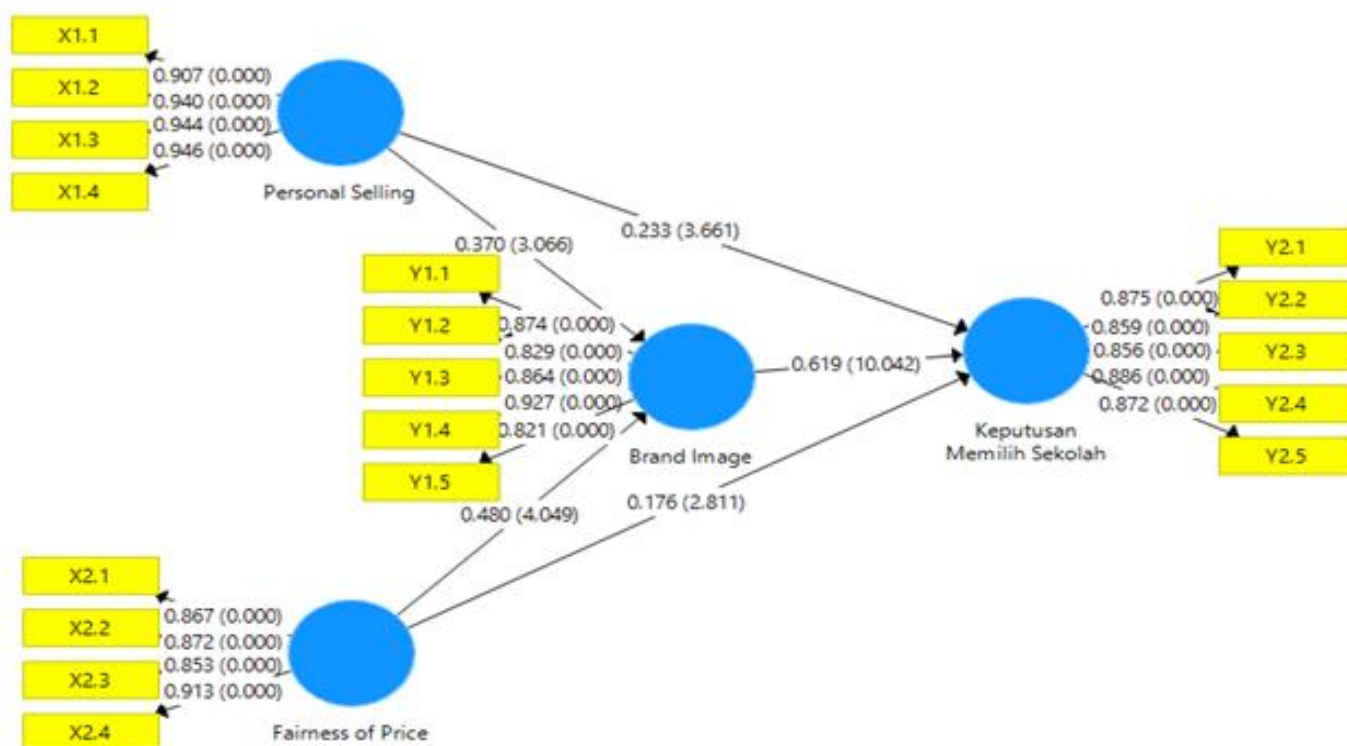 X1.1
X1.2
X1.3
X1.4
0.907 (0.000)
0.940 (0.000)
0.944 (0.000)
0.946 (0.000)
Personal Selling
0.370 (3.066)
0.233 (3.661)
Y1.1
Y1.2
Y1.3
Y1.4
Y1.5
0.874 (0.000)
0.829 (0.000)
0.864 (0.000)
0.927 (0.000)
0.821 (0.000)
Brand Image
0.619 (10.042)
0.480 (4.049)
0.176 (2.811)
Y2.1
Y2.2
Y2.3
Y2.4
Y2.5
0.875 (0.000)
0.859 (0.000)
0.856 (0.000)
0.886 (0.000)
0.872 (0.000)
Keputusan
Memilih Sekolah
X2.1
X2.2
X2.3
X2.4
0.867 (0.000)
0.872 (0.000)
0.853 (0.000)
0.913 (0.000)
Fairness of Price